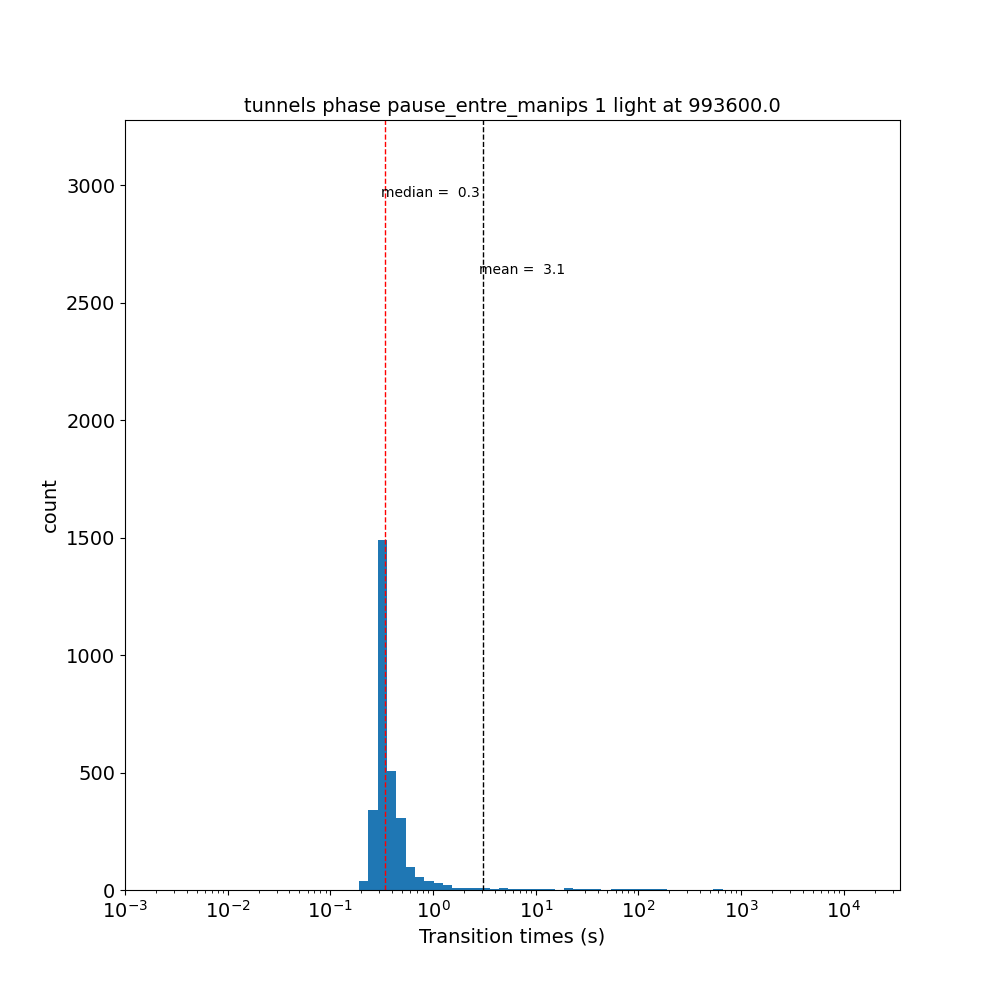 tunnels phase pause_entre_manips 1 light at 993600.0
3000
median =  0.3
mean =  3.1
2500
2000
count
1500
1000
500
0
10⁻³ 10⁻² 10⁻¹ 10⁰ 10¹ 10² 10³ 10⁴
Transition times (s)